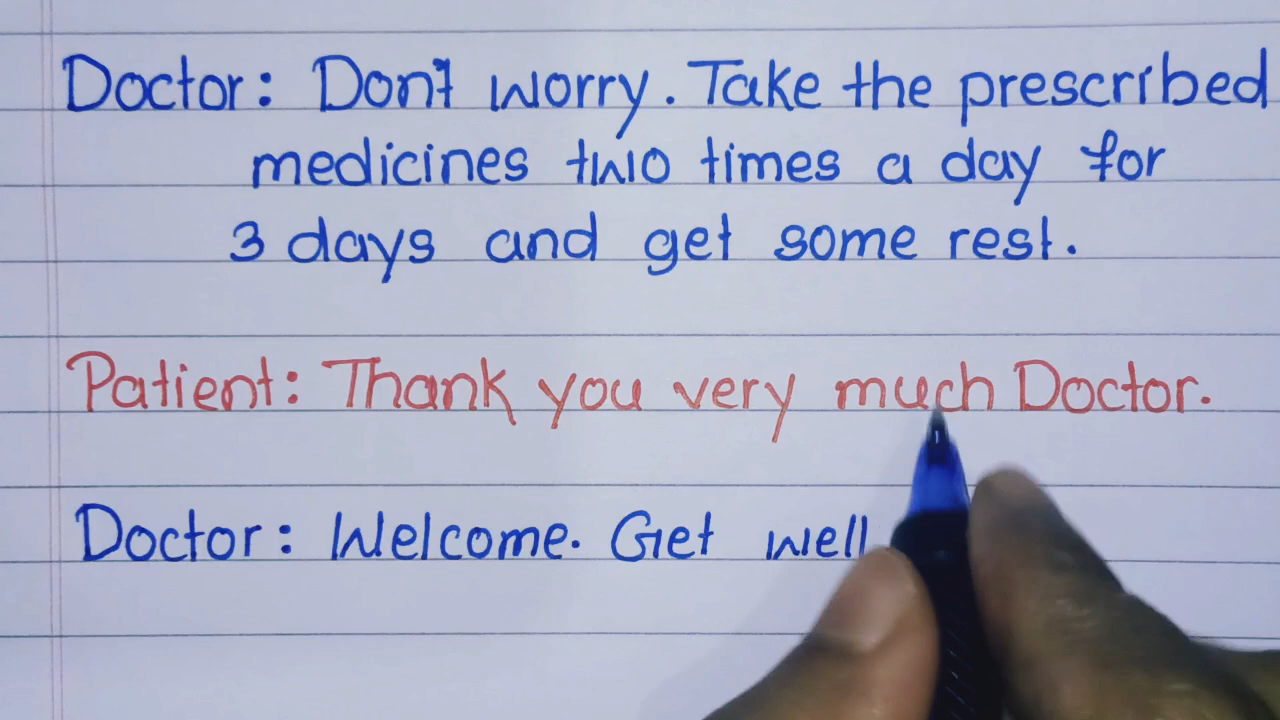 Doctor: Don't worry. Take the prescribed
medicines two times a day for
3 days and get some rest.
Patient: Thank you very much Doctor.
Doctor: Welcome. Get well